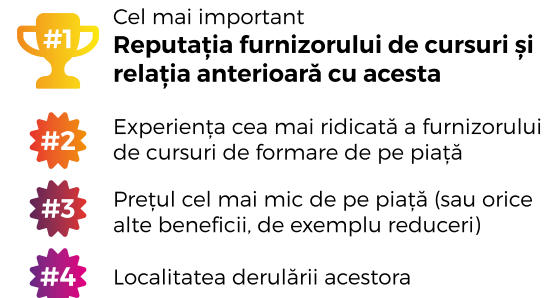 #1
Cel mai important
Reputația furnizorului de cursuri și
relația anterioară cu acesta
#2
Experiența cea mai ridicată a furnizorului
de cursuri de formare de pe piață
#3
Prețul cel mai mic de pe piață (sau orice
alte beneficii, de exemplu reduceri)
#4
Localitatea derulării acestora